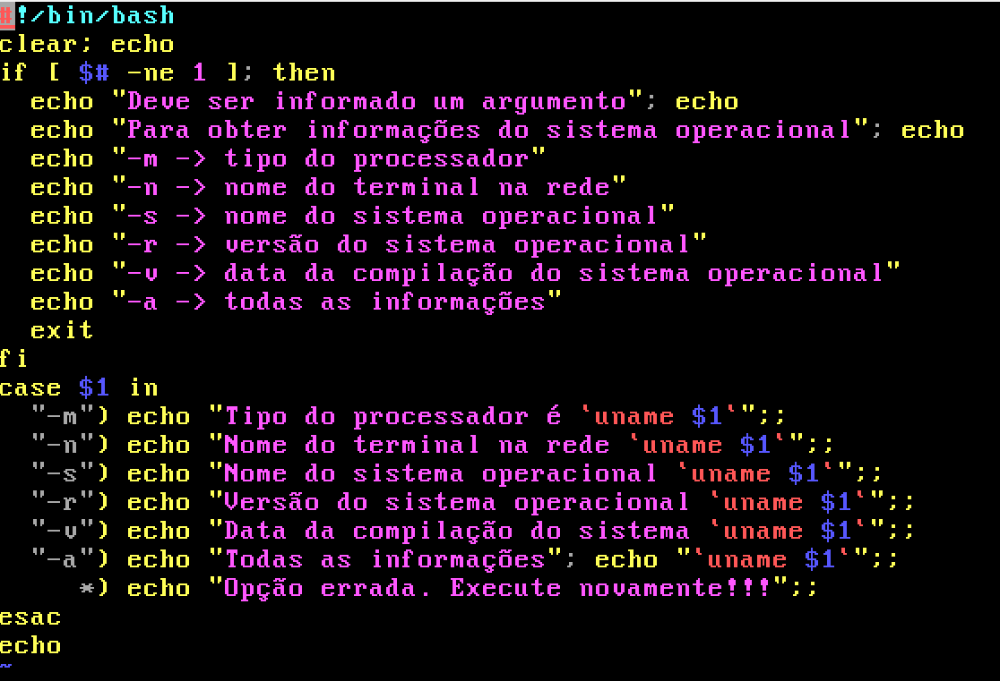 #!/bin/bash
clear; echo
if [ $# -ne 1 ]; then
  echo "Deve ser informado um argumento"; echo
  echo "Para obter informações do sistema operacional"; echo
  echo "-m -> tipo do processador"
  echo "-n -> nome do terminal na rede"
  echo "-s -> nome do sistema operacional"
  echo "-r -> versão do sistema operacional"
  echo "-v -> data da compilação do sistema operacional"
  echo "-a -> todas as informações"
  exit
fi
case $1 in
  "-m") echo "Tipo do processador é `uname $1`";;
  "-n") echo "Nome do terminal na rede `uname $1`";;
  "-s") echo "Nome do sistema operacional `uname $1`";;
  "-r") echo "Versão do sistema operacional `uname $1`";;
  "-v") echo "Data da compilação do sistema `uname $1`";;
  "-a") echo "Todas as informações"; echo "`uname $1`";;
     *) echo "Opção errada. Execute novamente!!!";;
esac
echo
~